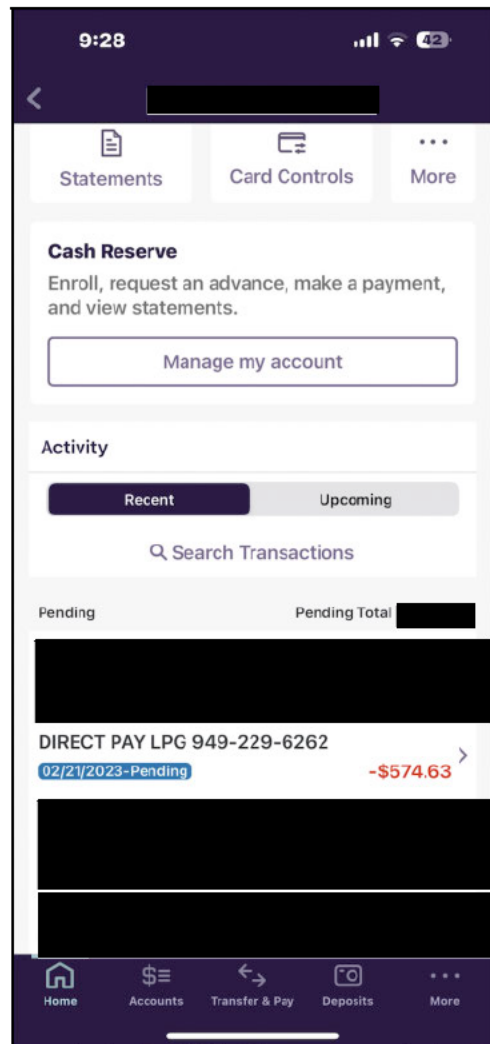 9:28
42
Statements
Card Controls
More
Cash Reserve
Enroll, request an advance, make a payment,
and view statements.
Manage my account
Activity
Recent
Upcoming
Search Transactions
Pending
Pending Total
DIRECT PAY LPG 949-229-6262
02/21/2023-Pending
-$574.63
Home
Accounts
Transfer & Pay
Deposits
More